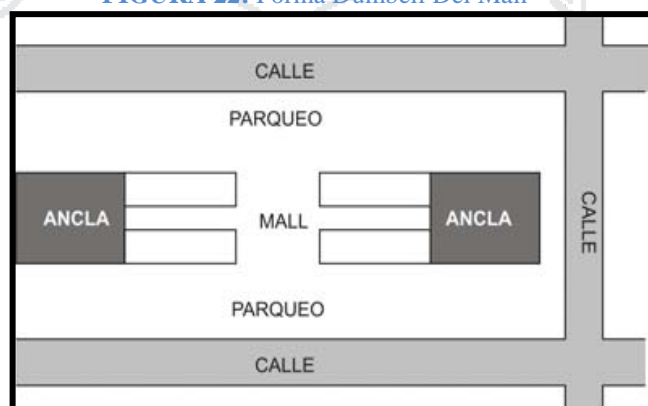 FIGURA 22: Forma Dumbell Del Mall
CALLE
PARQUEO
ANCLA
MALL
ANCLA
CALLE
PARQUEO
CALLE